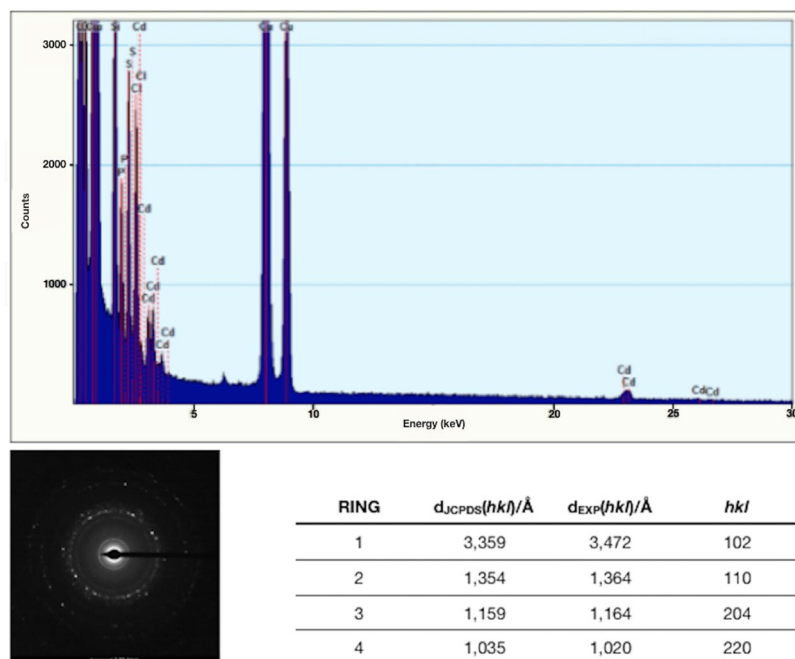 3000
2000
1000
Counts
Si
Cd
S
S
Cl
Cl
P
P
Cd
Cd
Cd
Cd
Cd
Cd
Cu
Cu
Cd
Cd
Cd
Cd
5
10
20
25
30
Energy (keV)
RING dJCPDS(hkl)/Å dEXP(hkl)/Å hkl
1 3,359 3,472 102
2 1,354 1,364 110
3 1,159 1,164 204
4 1,035 1,020 220